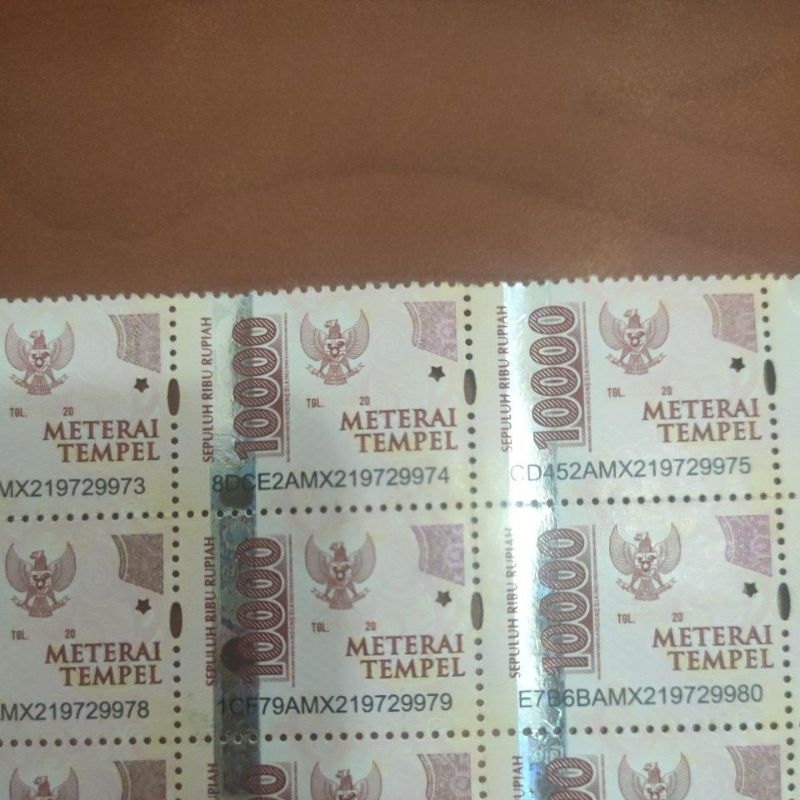 TGL. 20
METERAI
TEMPEL
MX219729973
SEPULUH RIBU RUPIAH
10000
TGL. 20
METERAI
TEMPEL
8DCE2AMX219729974
SEPULUH RIBU RUPIAH
10000
TGL. 20
METERAI
TEMPEL
CD452AMX219729975
TGL. 20
METERAI
TEMPEL
MX219729978
SEPULUH RIBU RUPIAH
10000
TGL. 20
METERAI
TEMPEL
1CF79AMX219729979
SEPULUH RIBU RUPIAH
10000
TGL. 20
METERAI
TEMPEL
E7B6BAMX219729980
RUPIAH
RUPIAH